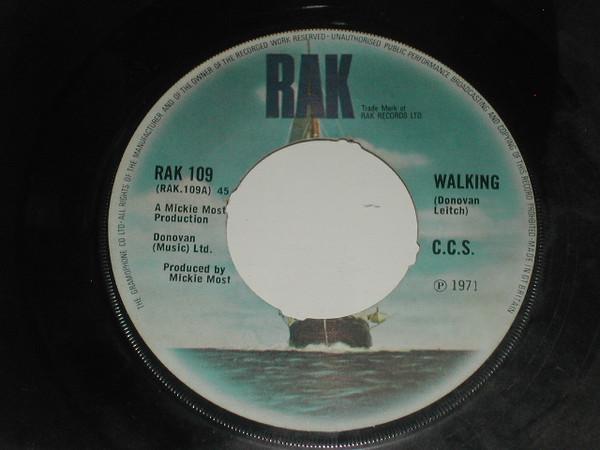 THE GRAMOPHONE CO LTD·ALL RIGHTS OF THE MANUFACTURER AND OF THE OWNER OF THE RECORDED WORK RESERVED·UNAUTHORISED PUBLIC PERFORMANCE BROADCASTING AND COPYING OF THIS RECORD PROHIBITED·MADE IN GT BRITAIN
RAK
Trade Mark of
RAK RECORDS LTD.
RAK 109
(RAK.109A) 45
A Mickie Most
Production
Donovan
(Music) Ltd.
Produced by
Mickie Most
WALKING
(Donovan
Leitch)
C.C.S.
℗ 1971